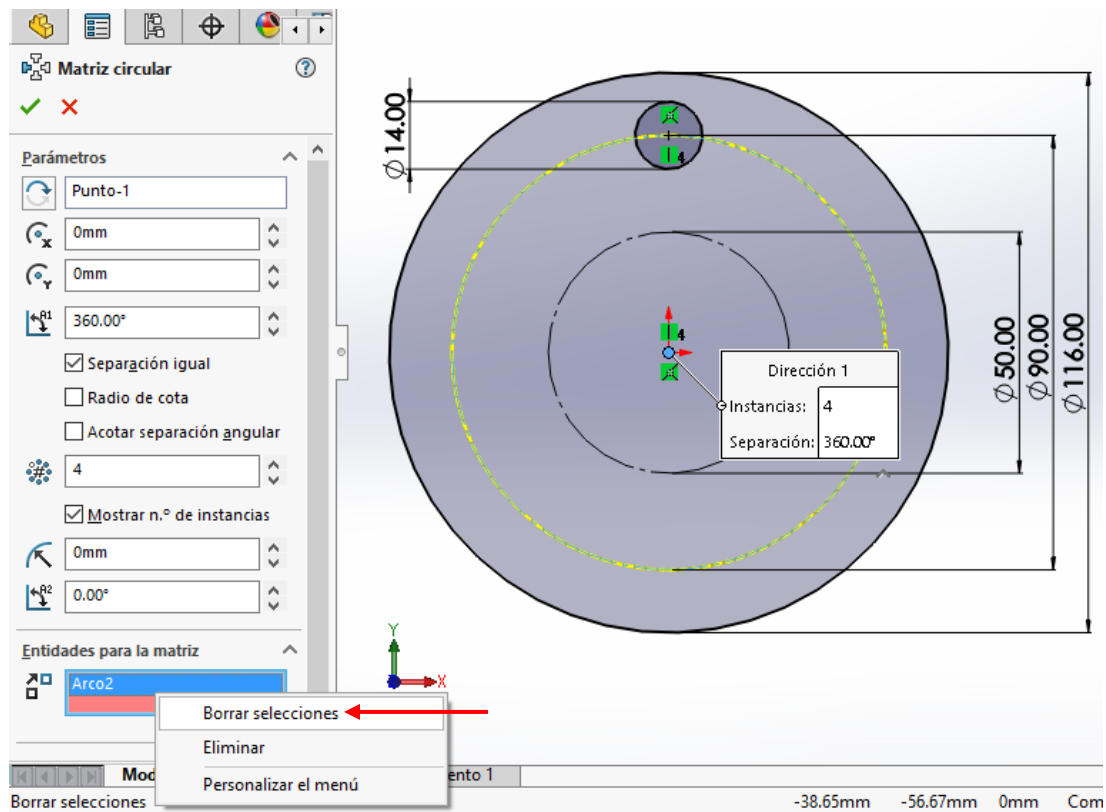 Matriz circular
Parámetros
Punto-1
0mm
0mm
360.00°
Separación igual
Radio de cota
Acotar separación angular
4
Mostrar n.º de instancias
0mm
0.00°
Entidades para la matriz
Arco2
Borrar selecciones
Eliminar
Personalizar el menú
∅14.00
4
4
Dirección 1
Instancias: 4
Separación: 360.00°
∅50.00
∅90.00
∅116.00
Y
X
Mod
ento 1
Borrar selecciones
-38.65mm -56.67mm 0mm Com